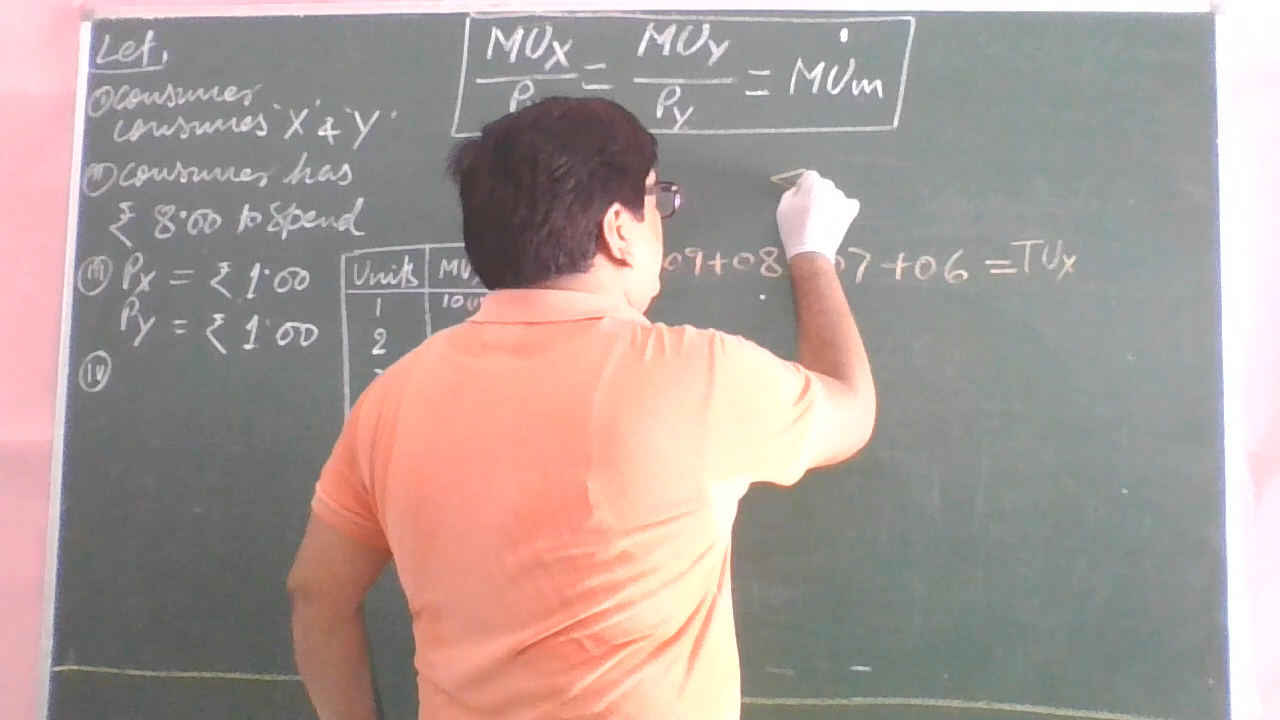 Let,
(i) consumer
consumes 'X' & 'Y'
(ii) consumer has
₹ 8.00 to spend
(iii) Px = ₹ 1.00
Py = ₹ 1.00
(iv)
MUx MUy
= = MUm
P Py
Units MU
1 10
2
09+08 07+06 =TUx